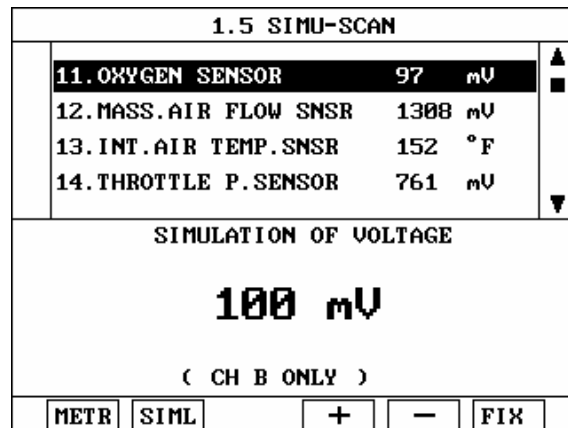 1.5 SIMU-SCAN
11.OXYGEN SENSOR 97 mV
12.MASS.AIR FLOW SNSR 1308 mV
13.INT.AIR TEMP.SNSR 152 °F
14.THROTTLE P.SENSOR 761 mV
SIMULATION OF VOLTAGE
100 mV
( CH B ONLY )
METR SIML + - FIX